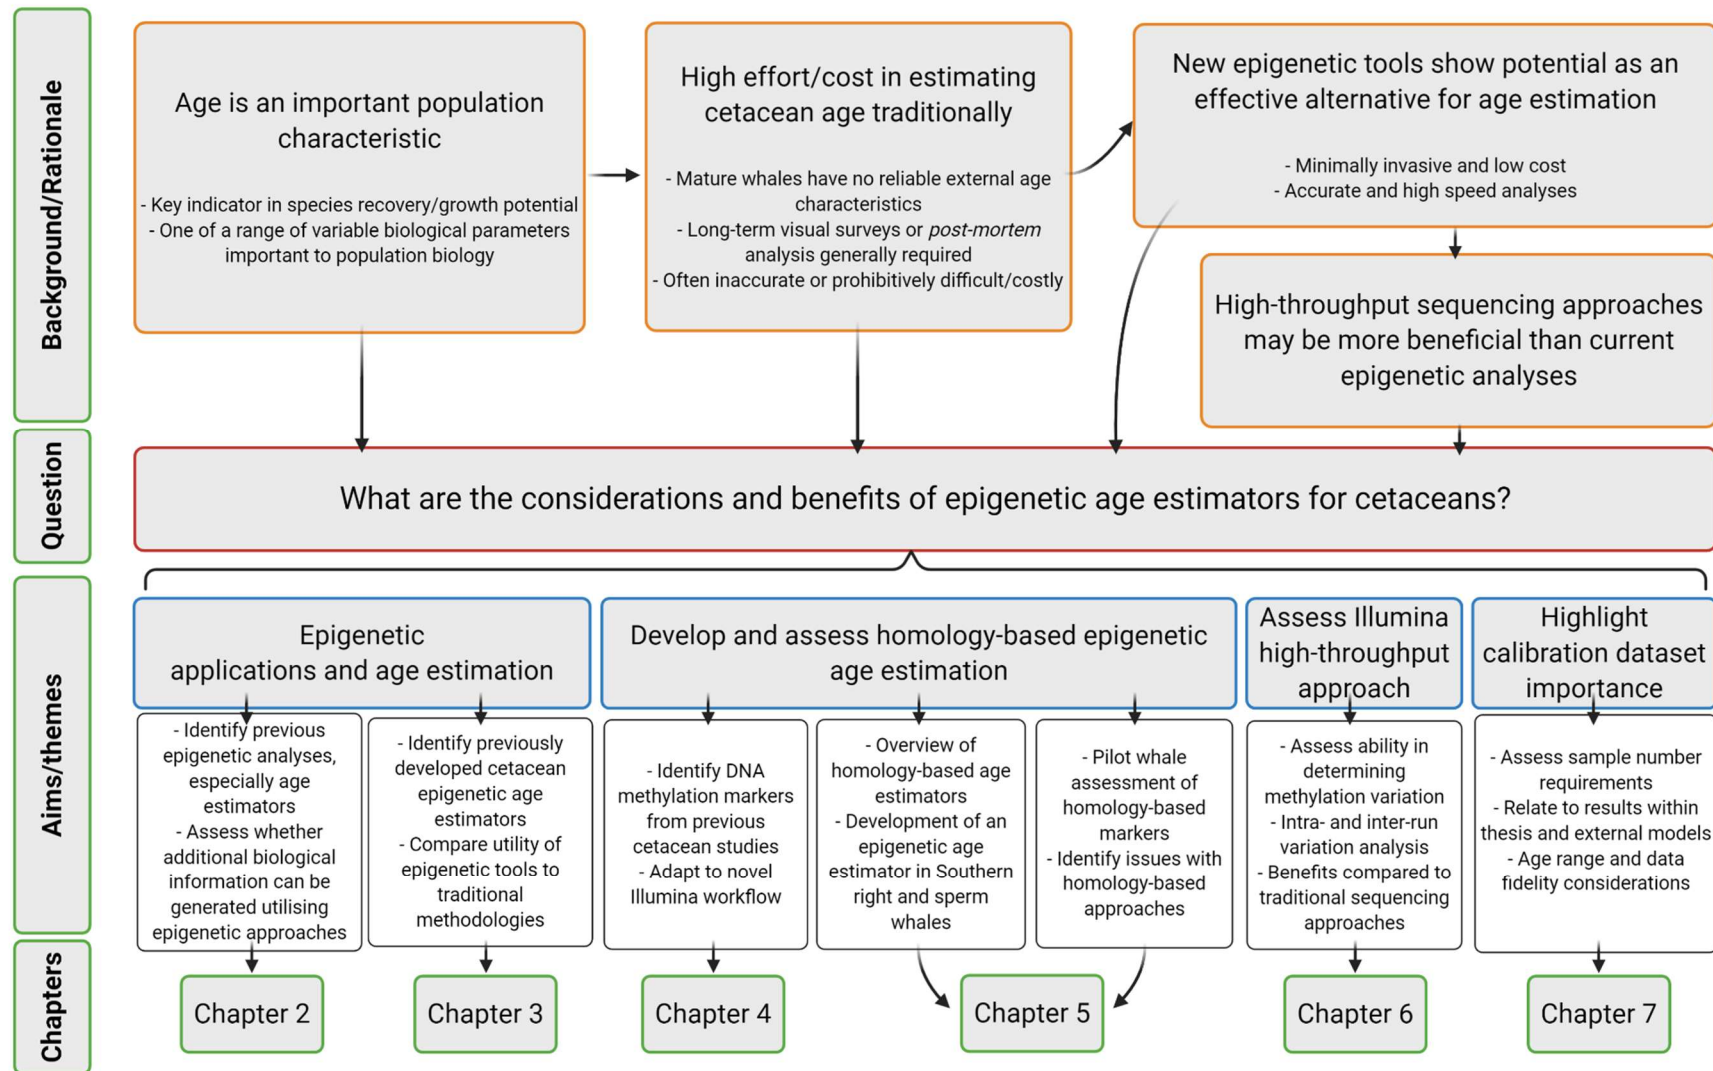 Background/Rationale
Age is an important population
characteristic
- Key indicator in species recovery/growth potential
- One of a range of variable biological parameters
important to population biology
High effort/cost in estimating
cetacean age traditionally
- Mature whales have no reliable external age
characteristics
- Long-term visual surveys or post-mortem
analysis generally required
- Often inaccurate or prohibitively difficult/costly
New epigenetic tools show potential as an
effective alternative for age estimation
- Minimally invasive and low cost
- Accurate and high speed analyses
High-throughput sequencing approaches
may be more beneficial than current
epigenetic analyses
Question
What are the considerations and benefits of epigenetic age estimators for cetaceans?
Aims/themes
Epigenetic
applications and age estimation
Develop and assess homology-based epigenetic
age estimation
Assess Illumina
high-throughput
approach
Highlight
calibration dataset
importance
- Identify previous
epigenetic analyses,
especially age
estimators
- Assess whether
additional biological
information can be
generated utilising
epigenetic approaches
- Identify previously
developed cetacean
epigenetic age
estimators
- Compare utility of
epigenetic tools to
traditional
methodologies
- Identify DNA
methylation markers
from previous
cetacean studies
- Adapt to novel
Illumina workflow
- Overview of
homology-based age
estimators
- Development of an
epigenetic age
estimator in Southern
right and sperm
whales
- Pilot whale
assessment of
homology-based
markers
- Identify issues with
homology-based
approaches
- Assess ability in
determining
methylation variation
- Intra- and inter-run
variation analysis
- Benefits compared to
traditional sequencing
approaches
- Assess sample number
requirements
- Relate to results within
thesis and external models
- Age range and data
fidelity considerations
Chapters
Chapter 2
Chapter 3
Chapter 4
Chapter 5
Chapter 6
Chapter 7